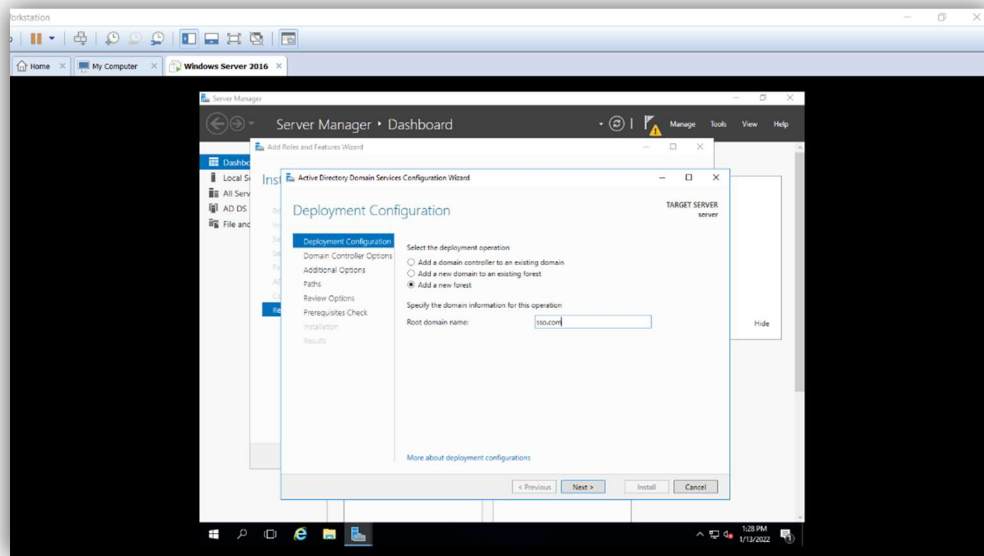 orkstation
Home
My Computer
Windows Server 2016
Server Manager
Server Manager • Dashboard
Manage Tools View Help
Add Roles and Features Wizard
Dashbo
Local S
All Serv
AD DS
File and
Inst
Active Directory Domain Services Configuration Wizard
Deployment Configuration
TARGET SERVER
server
Deployment Configuration
Domain Controller Options
Additional Options
Paths
Review Options
Prerequisites Check
Installation
Results
Select the deployment operation
Add a domain controller to an existing domain
Add a new domain to an existing forest
Add a new forest
Specify the domain information for this operation
Root domain name:
sso.com
Hide
More about deployment configurations
< Previous
Next >
Install
Cancel
1:28 PM
1/13/2022